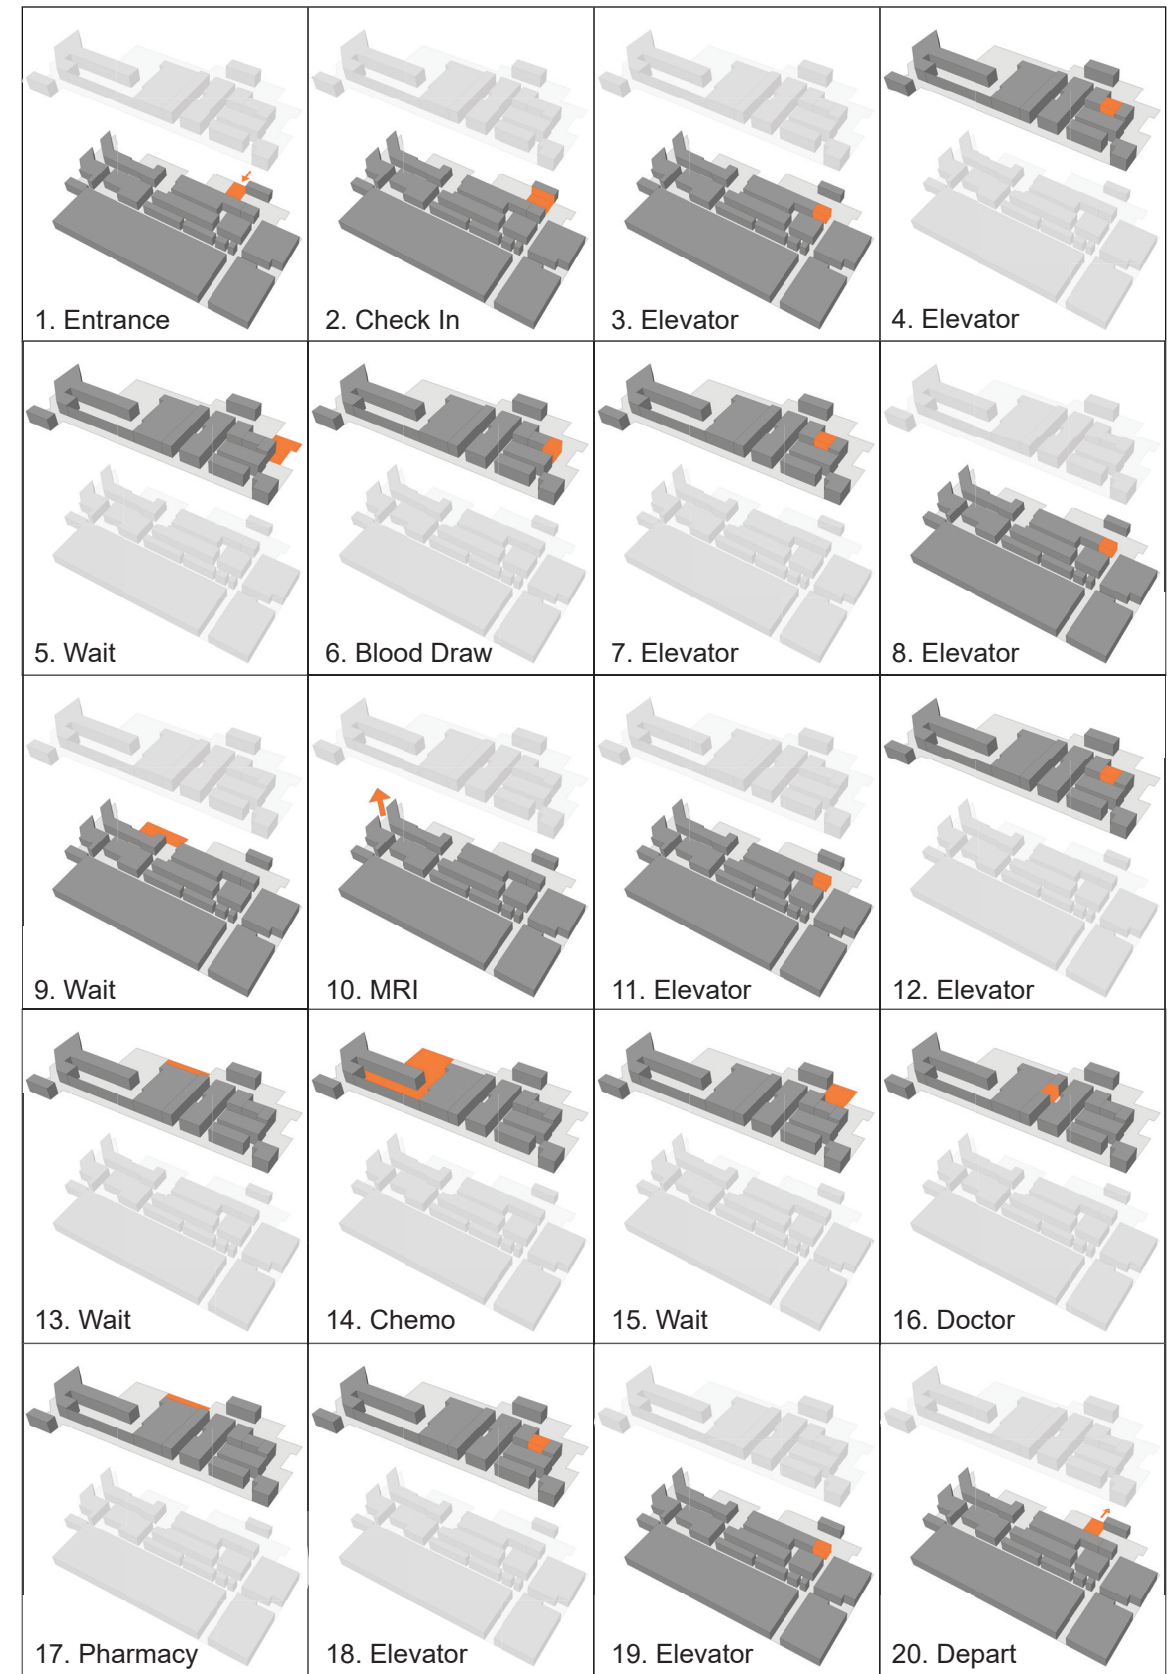 1. Entrance
2. Check In
3. Elevator
4. Elevator
5. Wait
6. Blood Draw
7. Elevator
8. Elevator
9. Wait
10. MRI
11. Elevator
12. Elevator
13. Wait
14. Chemo
15. Wait
16. Doctor
17. Pharmacy
18. Elevator
19. Elevator
20. Depart